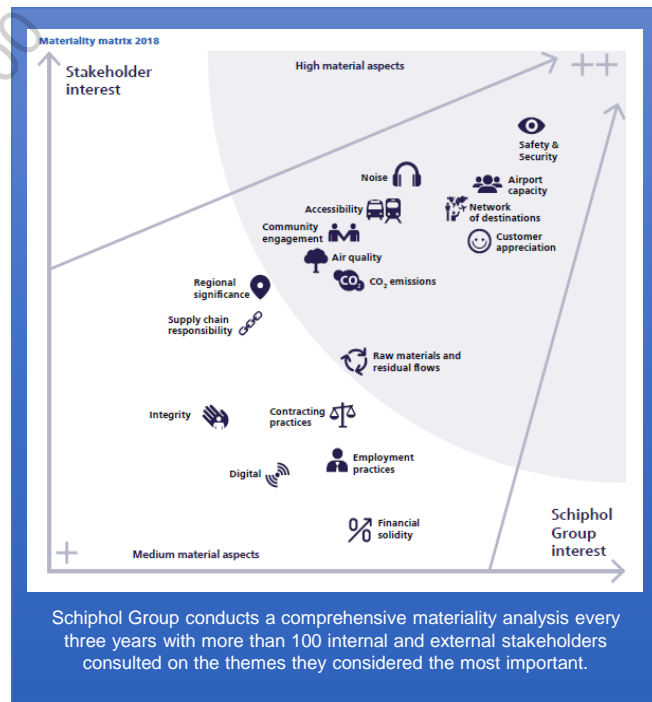 Materiality matrix 2018
Stakeholder
interest
High material aspects
++
Safety &
Security
Noise
Airport
capacity
Accessibility
Network
of destinations
Community
engagement
Customer
appreciation
Air quality
CO₂
CO₂ emissions
Regional
significance
Supply chain
responsibility
Raw materials and
residual flows
Integrity
Contracting
practices
Employment
practices
Digital
Financial
solidity
Schiphol
Group
interest
+
Medium material aspects
Schiphol Group conducts a comprehensive materiality analysis every
three years with more than 100 internal and external stakeholders
consulted on the themes they considered the most important.